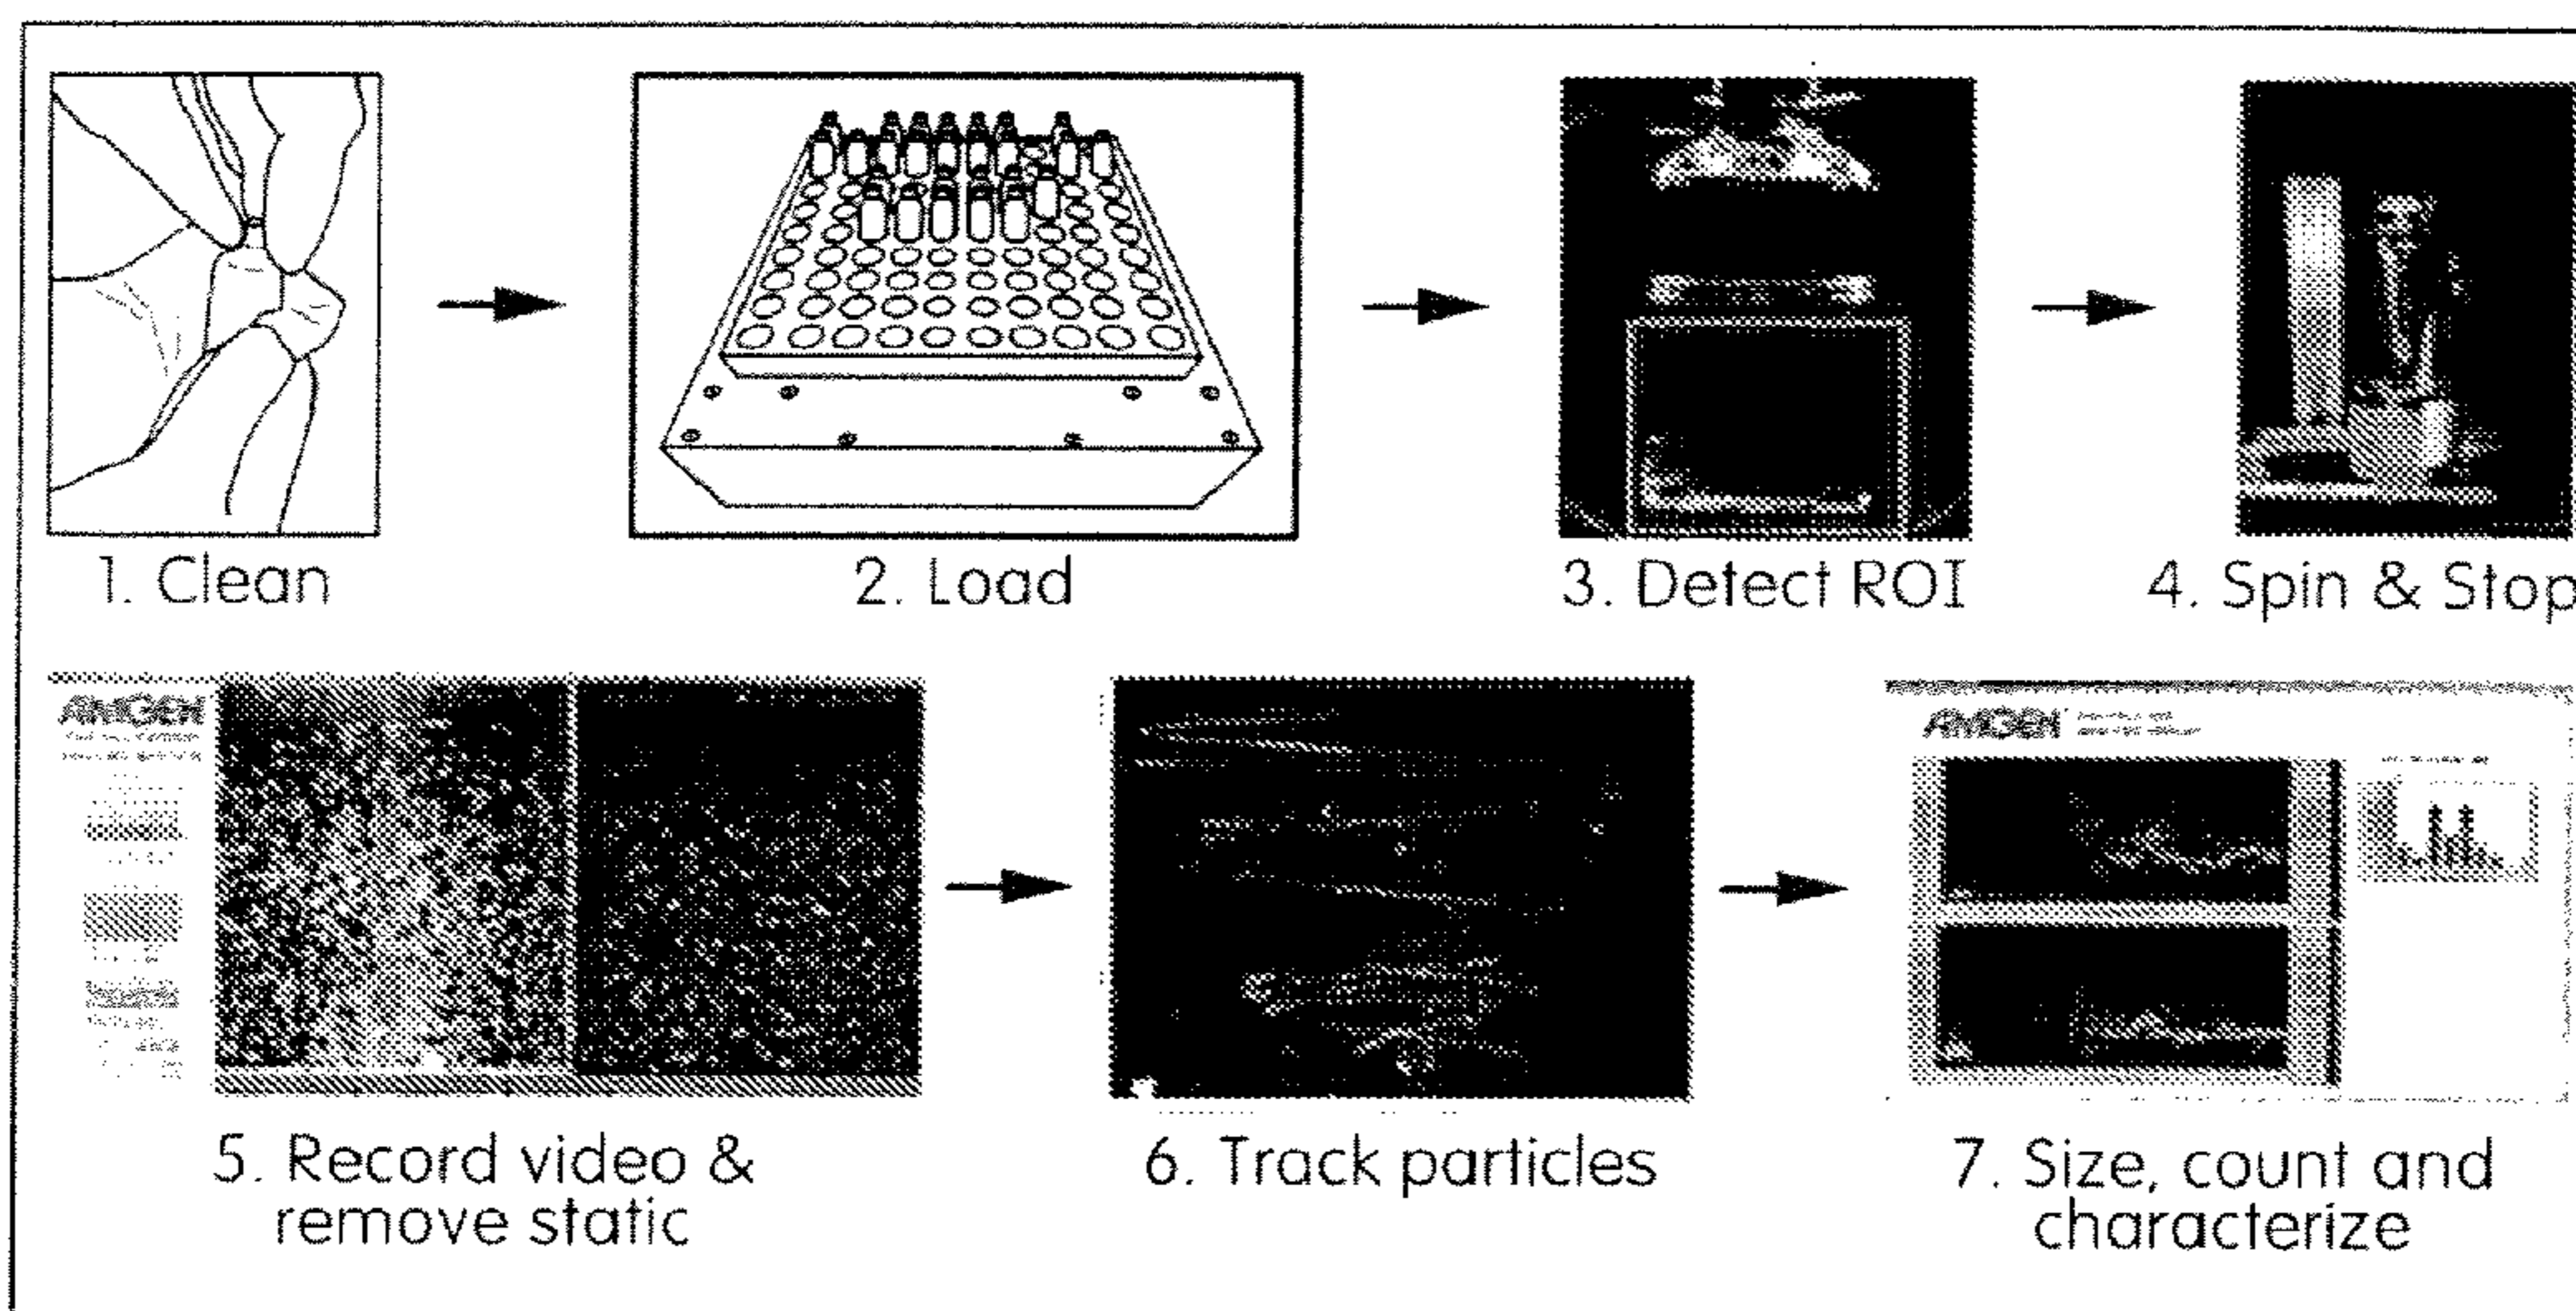 1. Clean
2. Load
3. Detect ROI
4. Spin & Stop
AMGEN
AMGEN
5. Record video &
remove static
6. Track particles
7. Size, count and
characterize